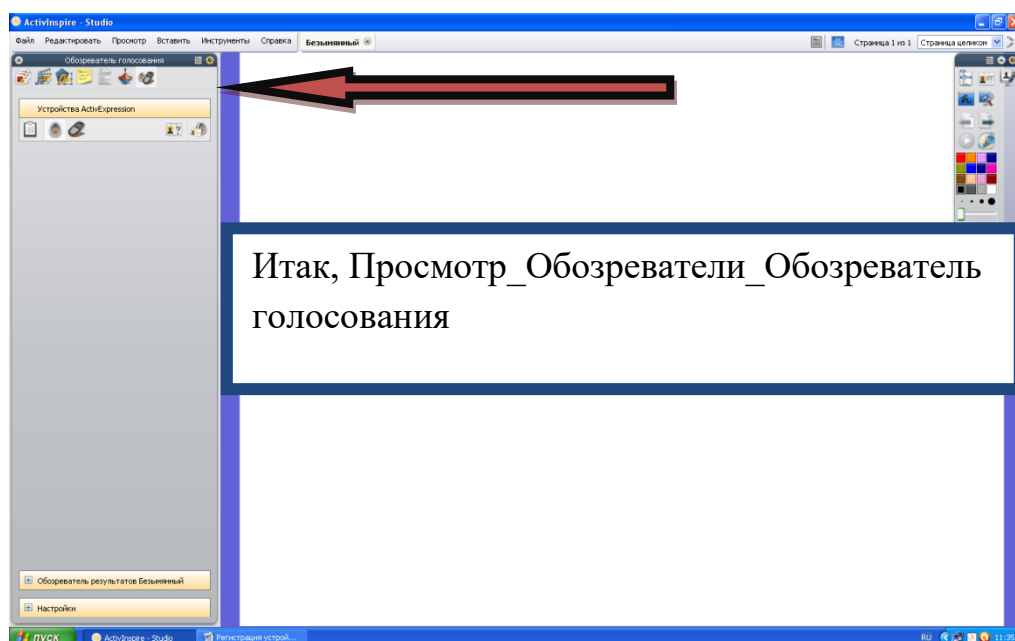 ActivInspire - Studio
Файл Редактировать Просмотр Вставить Инструменты Справка Безымянный Страница 1 из 1 Страница целиком
Обозреватель голосования
Устройства ActivExpression
Итак, Просмотр_Обозреватели_Обозреватель
голосования
Обозреватель результатов Безымянный
Настройки
пуск ActivInspire - Studio Регистрация устрой... RU 11:35